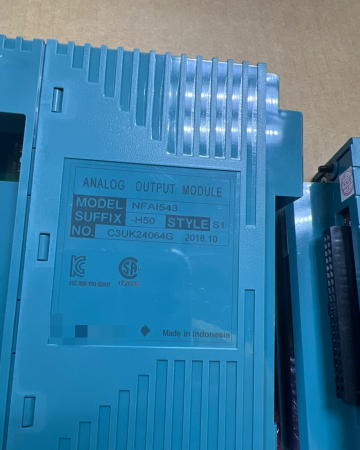 ANALOG OUTPUT MODULE
MODEL NFAI543
SUFFIX -H50 STYLE S1
NO. C3UK24064G 2018.10
Made in Indonesia